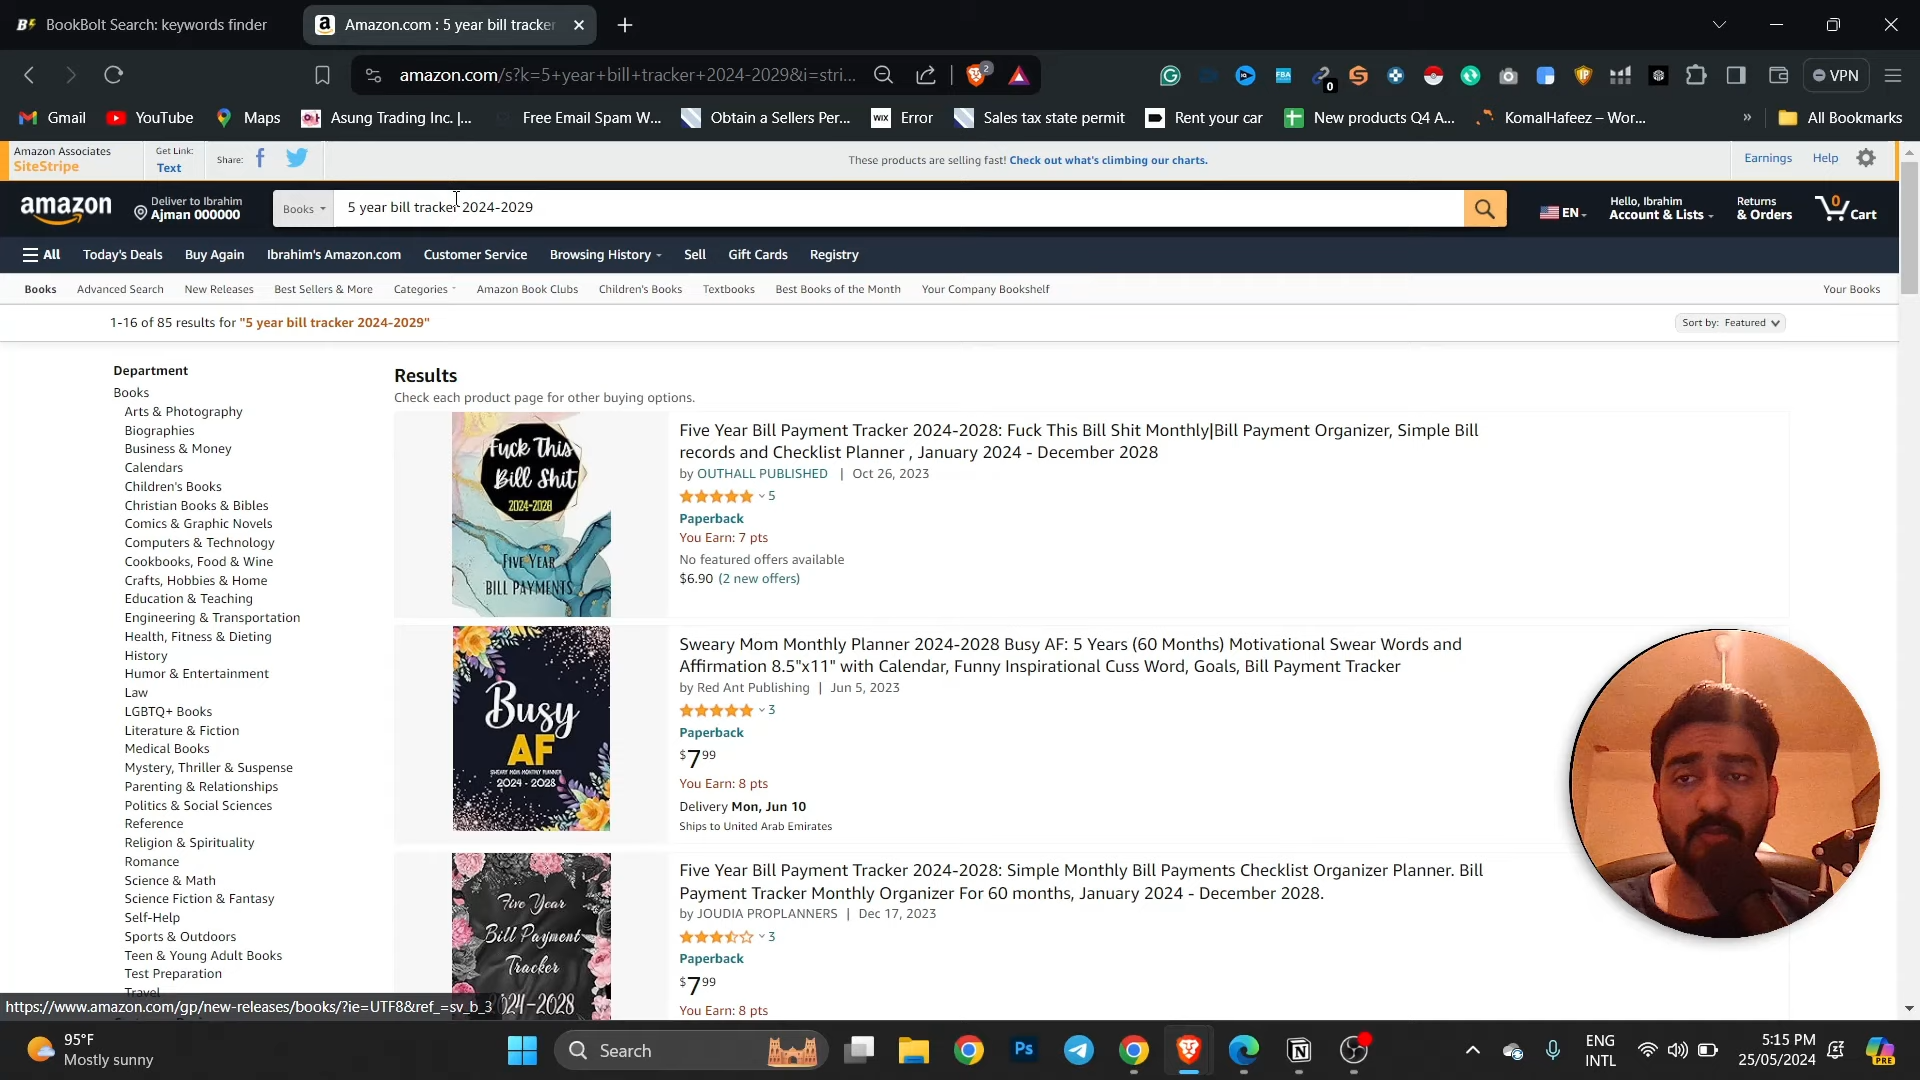 BookBolt Search: keywords finder
Amazon.com : 5 year bill tracker
amazon.com/s?k=5+year+bill+tracker+2024-2029&i=stri...
2
FBA
0
VPN
Gmail
YouTube
Maps
Asung Trading Inc. |...
Free Email Spam W...
Obtain a Sellers Per...
WIX
Error
Sales tax state permit
Rent your car
New products Q4 A...
KomalHafeez – Wor...
»
All Bookmarks
Amazon Associates
SiteStripe
Get Link:
Text
Share:
These products are selling fast! Check out what's climbing our charts.
Earnings
Help
amazon
Deliver to Ibrahim
Ajman 000000
Books
5 year bill tracker 2024-2029
EN
Hello, Ibrahim
Account & Lists
Returns
& Orders
0
Cart
All
Today's Deals
Buy Again
Ibrahim's Amazon.com
Customer Service
Browsing History
Sell
Gift Cards
Registry
Books
Advanced Search
New Releases
Best Sellers & More
Categories
Amazon Book Clubs
Children's Books
Textbooks
Best Books of the Month
Your Company Bookshelf
Your Books
1-16 of 85 results for "5 year bill tracker 2024-2029"
Sort by: Featured
Department
Books
Arts & Photography
Biographies
Business & Money
Calendars
Children's Books
Christian Books & Bibles
Comics & Graphic Novels
Computers & Technology
Cookbooks, Food & Wine
Crafts, Hobbies & Home
Education & Teaching
Engineering & Transportation
Health, Fitness & Dieting
History
Humor & Entertainment
Law
LGBTQ+ Books
Literature & Fiction
Medical Books
Mystery, Thriller & Suspense
Parenting & Relationships
Politics & Social Sciences
Reference
Religion & Spirituality
Romance
Science & Math
Science Fiction & Fantasy
Self-Help
Sports & Outdoors
Teen & Young Adult Books
Test Preparation
Travel
Results
Check each product page for other buying options.
Fuck This
Bill Shit
2024-2028
FIVE YEAR
BILL PAYMENTS
Five Year Bill Payment Tracker 2024-2028: Fuck This Bill Shit Monthly|Bill Payment Organizer, Simple Bill
records and Checklist Planner , January 2024 - December 2028
by OUTHALL PUBLISHED | Oct 26, 2023
5
Paperback
You Earn: 7 pts
No featured offers available
$6.90 (2 new offers)
Busy
AF
SWEARY MOM MONTHLY PLANNER
2024 - 2028
Sweary Mom Monthly Planner 2024-2028 Busy AF: 5 Years (60 Months) Motivational Swear Words and
Affirmation 8.5"x11" with Calendar, Funny Inspirational Cuss Word, Goals, Bill Payment Tracker
by Red Ant Publishing | Jun 5, 2023
3
Paperback
$7.99
You Earn: 8 pts
Delivery Mon, Jun 10
Ships to United Arab Emirates
Five Year
Bill Payment
Tracker
2024-2028
Five Year Bill Payment Tracker 2024-2028: Simple Monthly Bill Payments Checklist Organizer Planner. Bill
Payment Tracker Monthly Organizer For 60 months, January 2024 - December 2028.
by JOUDIA PROPLANNERS | Dec 17, 2023
3
Paperback
$7.99
You Earn: 8 pts
https://www.amazon.com/gp/new-releases/books/?ie=UTF8&ref_=sv_b_3
95°F
Mostly sunny
Search
Ps
ENG
INTL
5:15 PM
25/05/2024
PRE